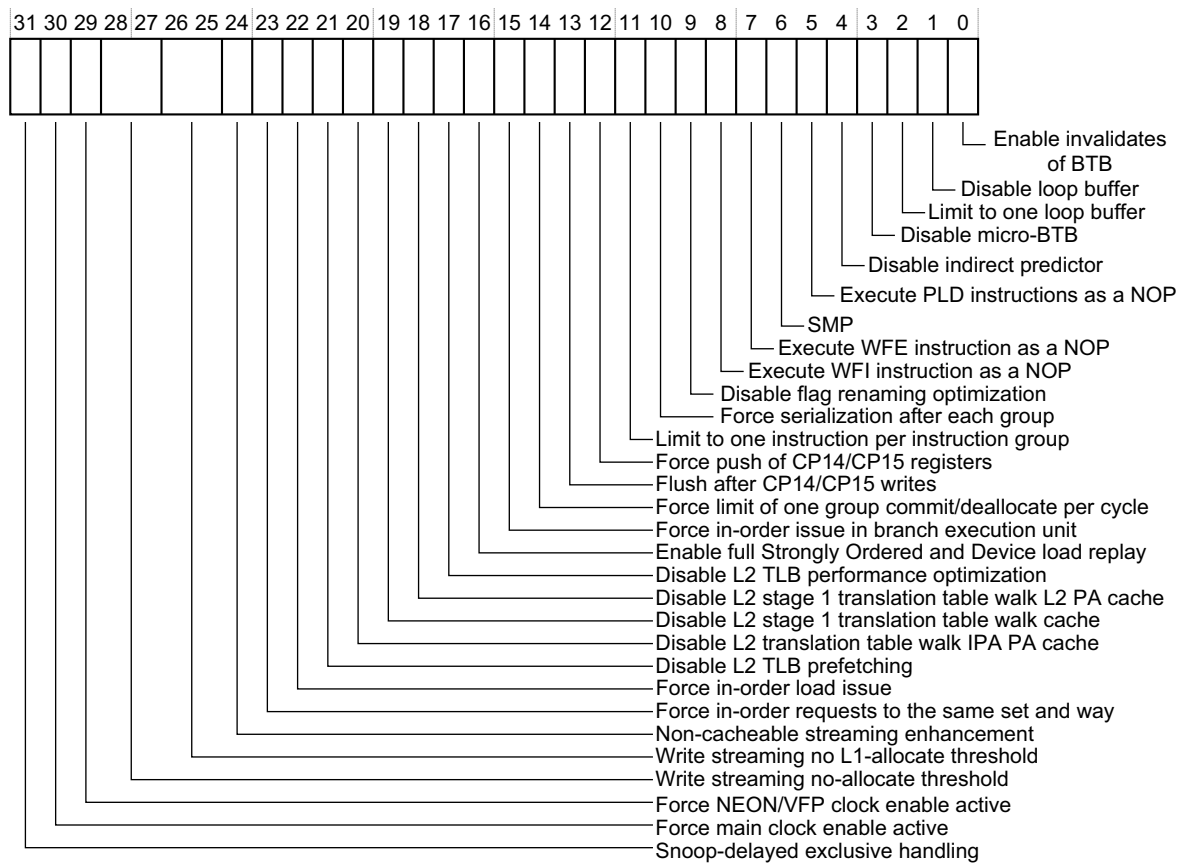 31 30 29 28 27 26 25 24 23 22 21 20 19 18 17 16 15 14 13 12 11 10 9 8 7 6 5 4 3 2 1 0
Enable invalidates
of BTB
Disable loop buffer
Limit to one loop buffer
Disable micro-BTB
Disable indirect predictor
Execute PLD instructions as a NOP
SMP
Execute WFE instruction as a NOP
Execute WFI instruction as a NOP
Disable flag renaming optimization
Force serialization after each group
Limit to one instruction per instruction group
Force push of CP14/CP15 registers
Flush after CP14/CP15 writes
Force limit of one group commit/deallocate per cycle
Force in-order issue in branch execution unit
Enable full Strongly Ordered and Device load replay
Disable L2 TLB performance optimization
Disable L2 stage 1 translation table walk L2 PA cache
Disable L2 stage 1 translation table walk cache
Disable L2 translation table walk IPA PA cache
Disable L2 TLB prefetching
Force in-order load issue
Force in-order requests to the same set and way
Non-cacheable streaming enhancement
Write streaming no L1-allocate threshold
Write streaming no-allocate threshold
Force NEON/VFP clock enable active
Force main clock enable active
Snoop-delayed exclusive handling